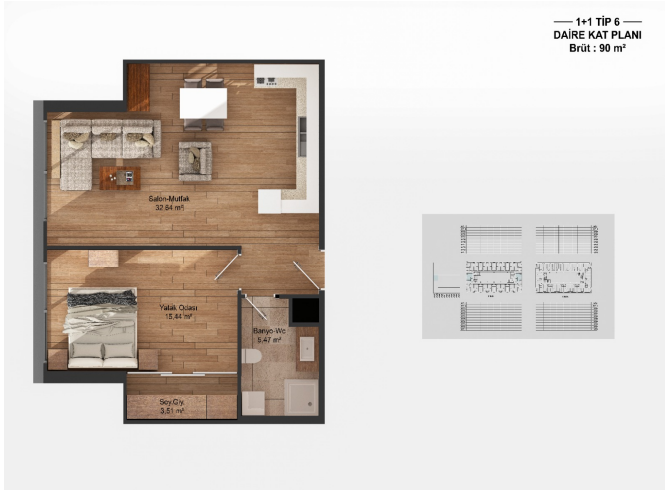 1+1 TİP 6
DAİRE KAT PLANI
Brüt : 90 m²
Salon-Mutfak
32.64 m²
Yatak Odası
15,44 m²
Banyo-Wc
5,47 m²
Soy.Giy.
3,51 m²